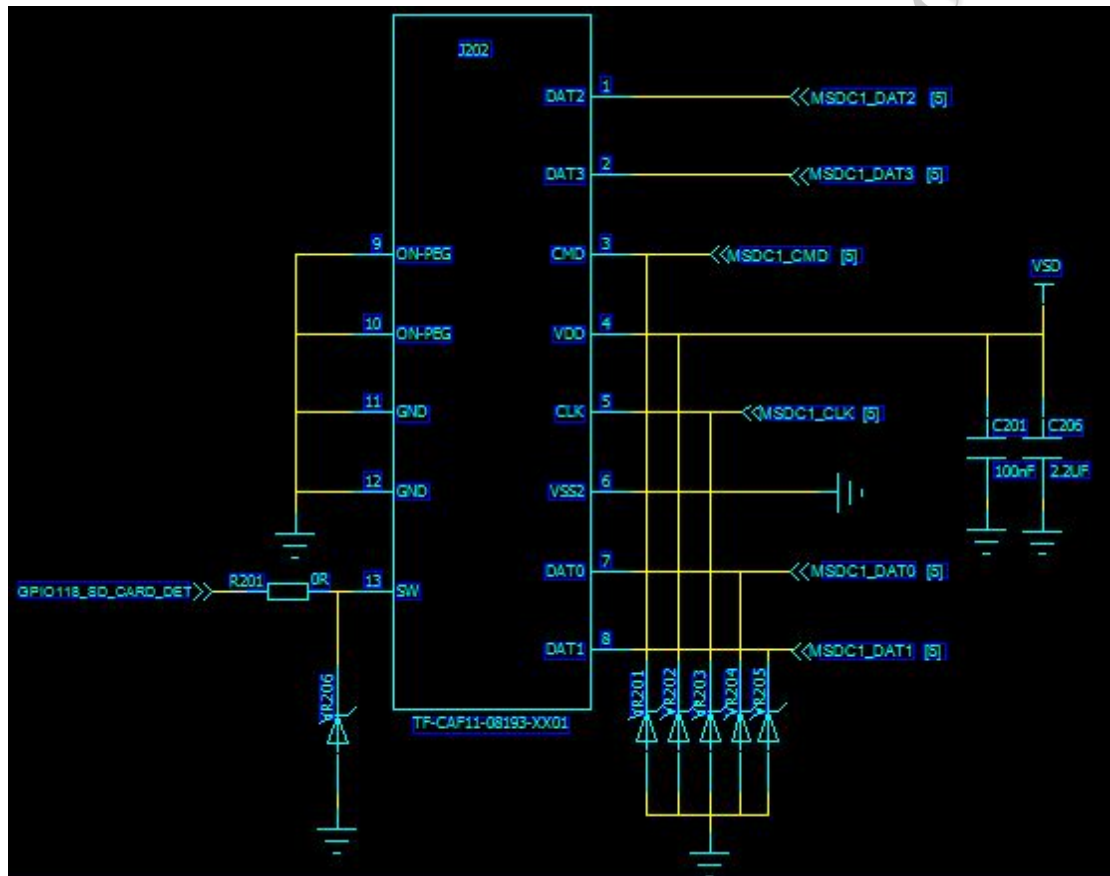 J202
DAT2 1 MSDC1_DAT2 [5]
DAT3 2 MSDC1_DAT3 [5]
9 ON-PEG CMD 3 MSDC1_CMD [5]
VSD
10 ON-PEG VDD 4
11 GND CLK 5 MSDC1_CLK [5]
C201 C206
100nF 2.2UF
12 GND VSS2 6
DAT0 7 MSDC1_DAT0 [5]
GPIO118_SD_CARD_DET R201 0R 13 SW
DAT1 8 MSDC1_DAT1 [5]
VR206
VR201
VR202
VR203
VR204
VR205
TF-CAF11-08193-XX01